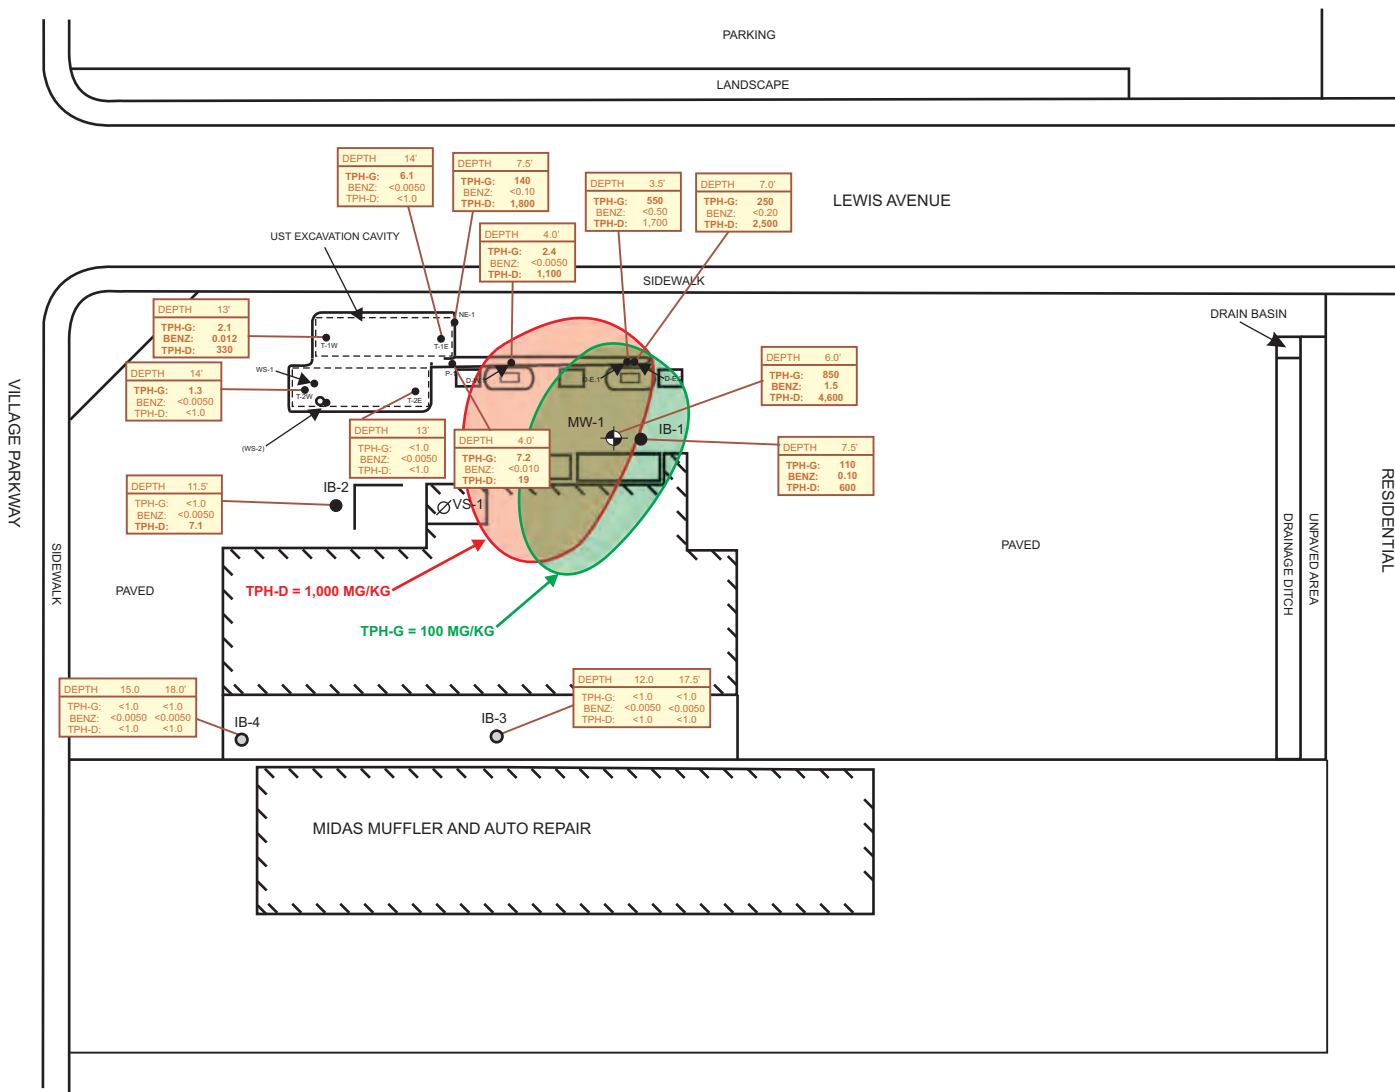 PARKING
LANDSCAPE
LEWIS AVENUE
SIDEWALK
DEPTH 14'
TPH-G: 6.1
BENZ: <0.0050
TPH-D: <1.0
DEPTH 7.5'
TPH-G: 140
BENZ: <0.10
TPH-D: 1,800
DEPTH 3.5'
TPH-G: 550
BENZ: <0.50
TPH-D: 1,700
DEPTH 7.0'
TPH-G: 250
BENZ: <0.20
TPH-D: 2,500
DEPTH 4.0'
TPH-G: 2.4
BENZ: <0.0050
TPH-D: 1,100
UST EXCAVATION CAVITY
DEPTH 13'
TPH-G: 2.1
BENZ: 0.012
TPH-D: 330
NE-1
T-1W
T-1E
DRAIN BASIN
DEPTH 14'
TPH-G: 1.3
BENZ: <0.0050
TPH-D: <1.0
WS-1
T-2W
T-2E
(WS-2)
P-1
D-E.1
DEPTH 6.0'
TPH-G: 850
BENZ: 1.5
TPH-D: 4,600
MW-1
IB-1
DEPTH 13'
TPH-G: <1.0
BENZ: <0.0050
TPH-D: <1.0
DEPTH 4.0'
TPH-G: 7.2
BENZ: <0.010
TPH-D: 19
DEPTH 7.5'
TPH-G: 110
BENZ: 0.10
TPH-D: 600
DEPTH 11.5'
TPH-G: <1.0
BENZ: <0.0050
TPH-D: 7.1
IB-2
VS-1
VILLAGE PARKWAY
SIDEWALK
PAVED
PAVED
DRAINAGE DITCH
UNPAVED AREA
RESIDENTIAL
TPH-D = 1,000 MG/KG
TPH-G = 100 MG/KG
DEPTH 15.0 18.0'
TPH-G: <1.0 <1.0
BENZ: <0.0050 <0.0050
TPH-D: <1.0 <1.0
IB-4
DEPTH 12.0 17.5'
TPH-G: <1.0 <1.0
BENZ: <0.0050 <0.0050
TPH-D: <1.0 <1.0
IB-3
MIDAS MUFFLER AND AUTO REPAIR